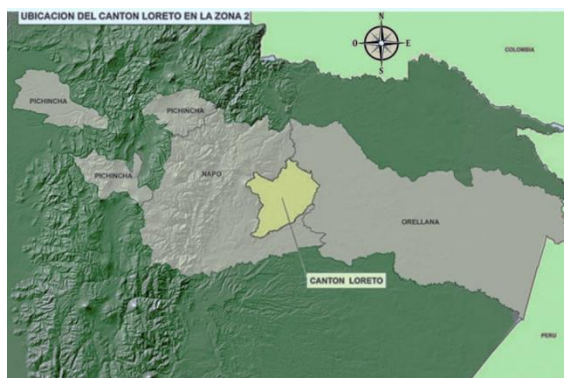 UBICACION DEL CANTON LORETO EN LA ZONA 2
N
O
E
S
COLOMBIA
PICHINCHA
PICHINCHA
PICHINCHA
NAPO
ORELLANA
CANTON LORETO
PERU